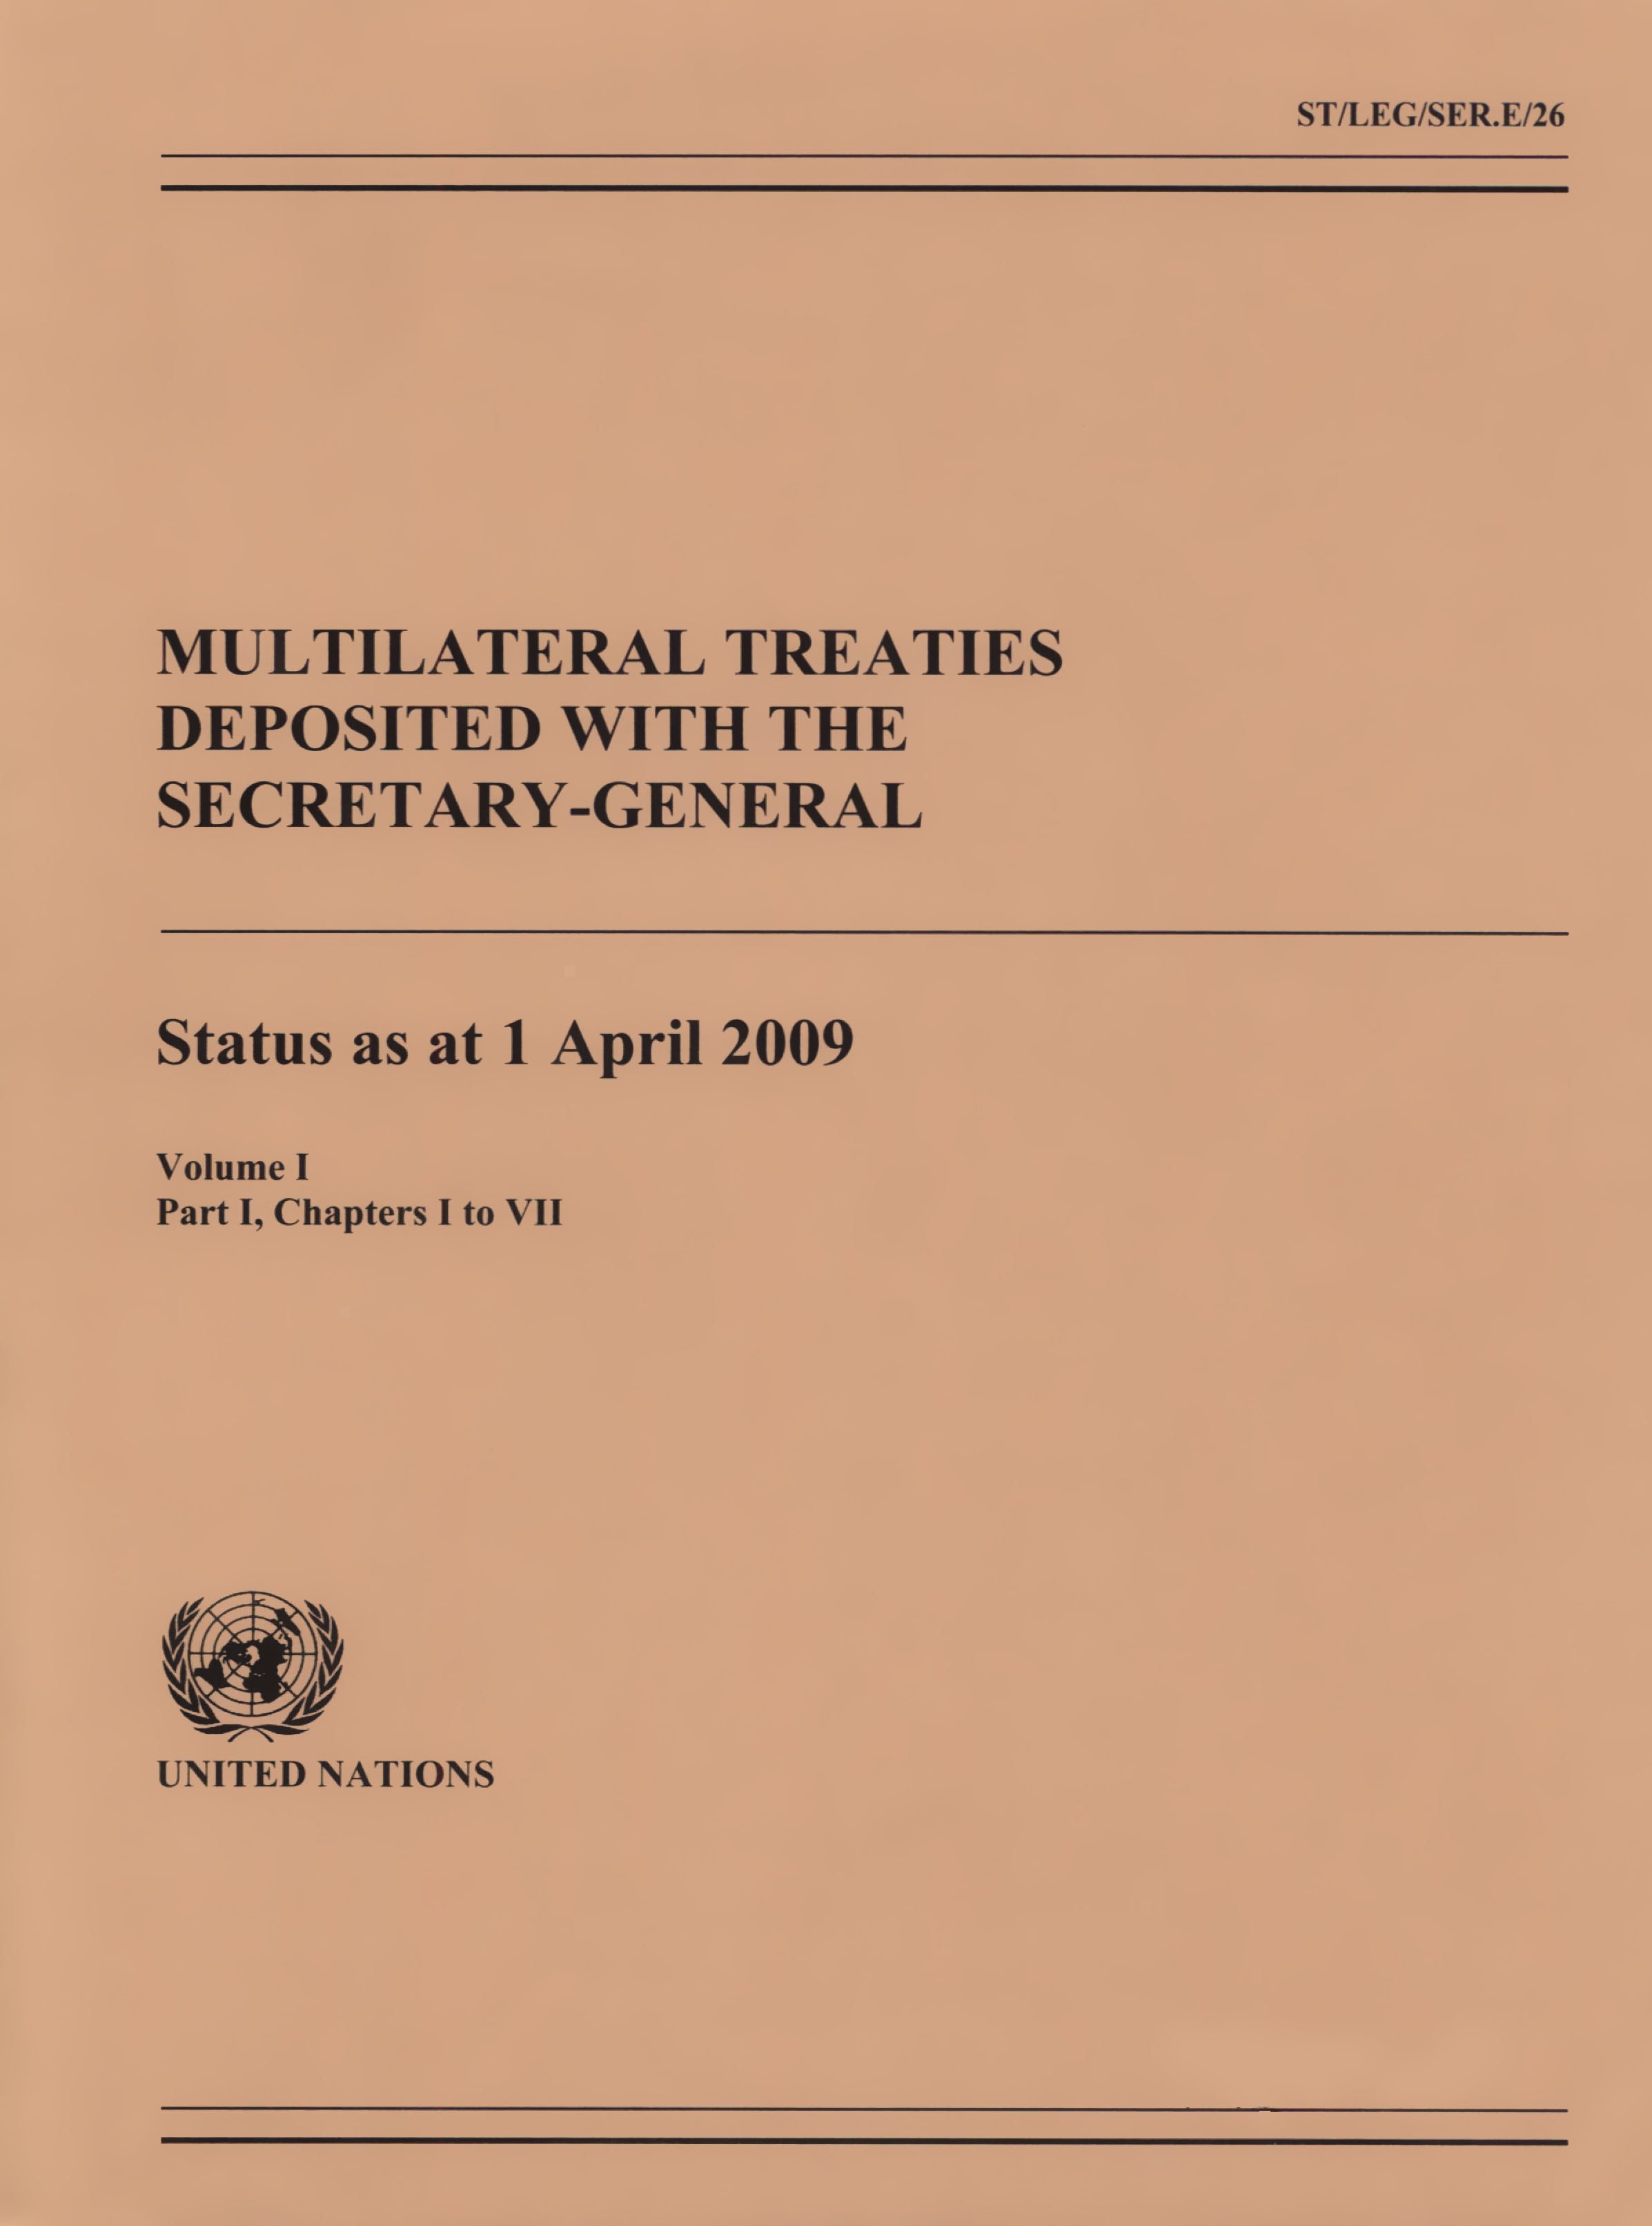 ST/LEG/SER.E/26
MULTILATERAL TREATIES
DEPOSITED WITH THE
SECRETARY-GENERAL
Status as at 1 April 2009
Volume I
Part I, Chapters I to VII
UNITED NATIONS